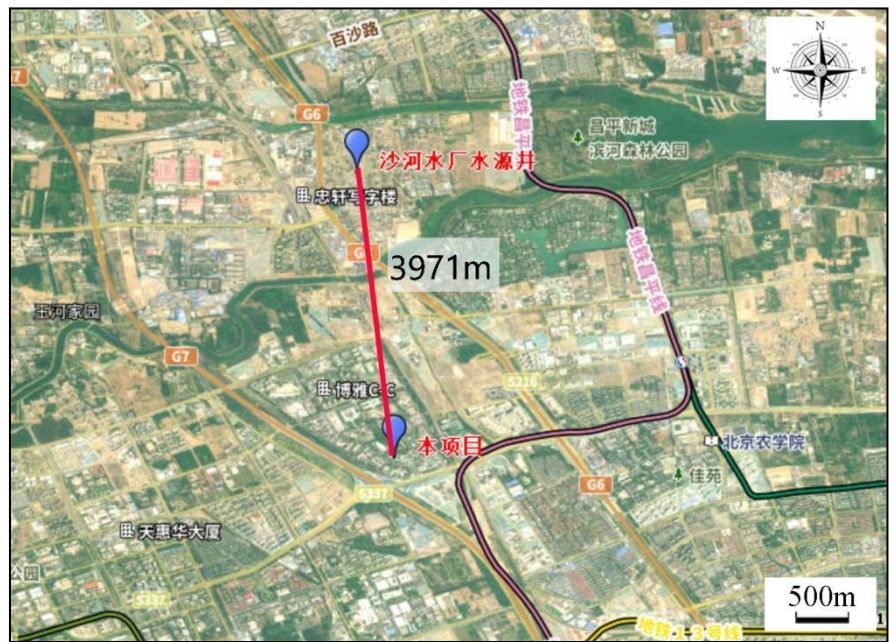 百沙路
N
W
E
S
G7
G6
地铁昌平
昌平新城
滨河森林公园
沙河水厂水源井
忠轩写字楼
地铁昌平线
G6
3971m
玉河家园
G7
博雅C-C
S216
本项目
北京农学院
佳苑
G6
S337
天惠华大厦
公园
S337
500m
地铁13号线